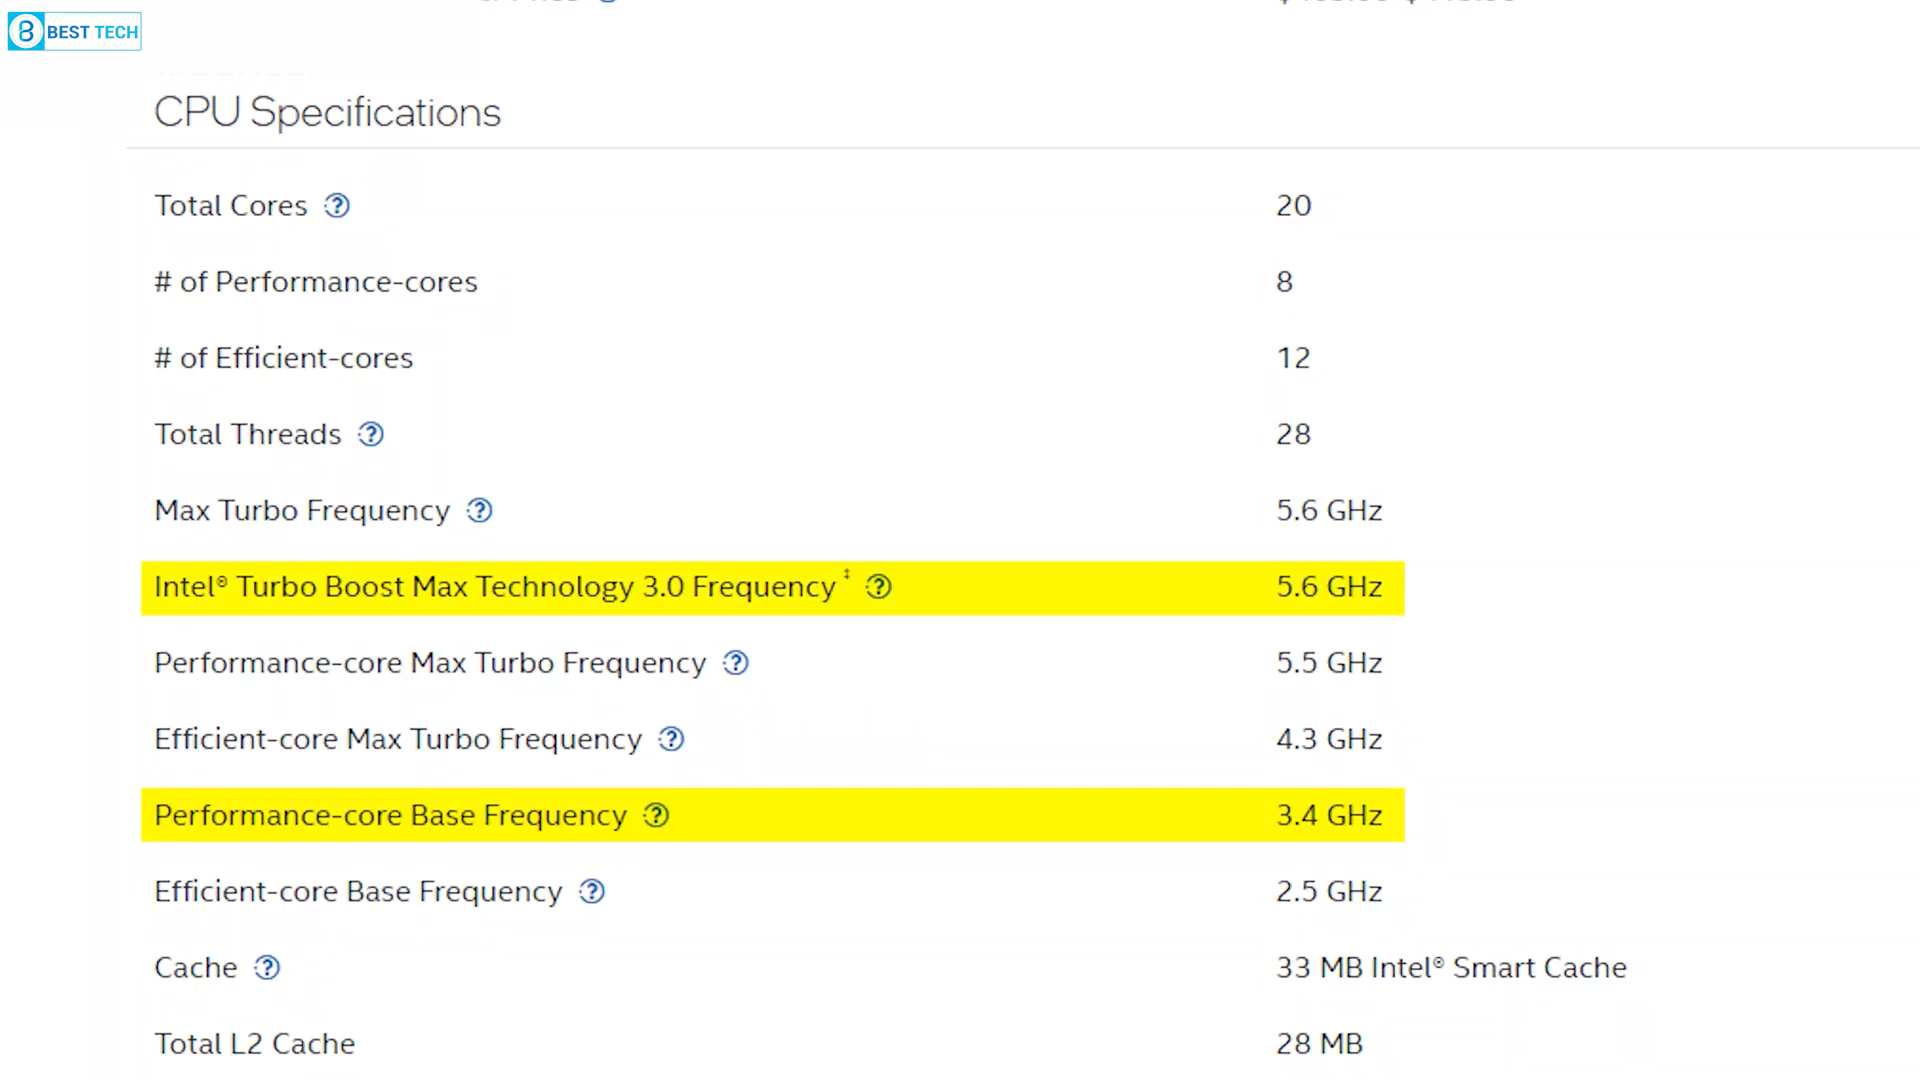 BEST TECH
CPU Specifications
Total Cores 20
# of Performance-cores 8
# of Efficient-cores 12
Total Threads 28
Max Turbo Frequency 5.6 GHz
Intel® Turbo Boost Max Technology 3.0 Frequency ‡ 5.6 GHz
Performance-core Max Turbo Frequency 5.5 GHz
Efficient-core Max Turbo Frequency 4.3 GHz
Performance-core Base Frequency 3.4 GHz
Efficient-core Base Frequency 2.5 GHz
Cache 33 MB Intel® Smart Cache
Total L2 Cache 28 MB